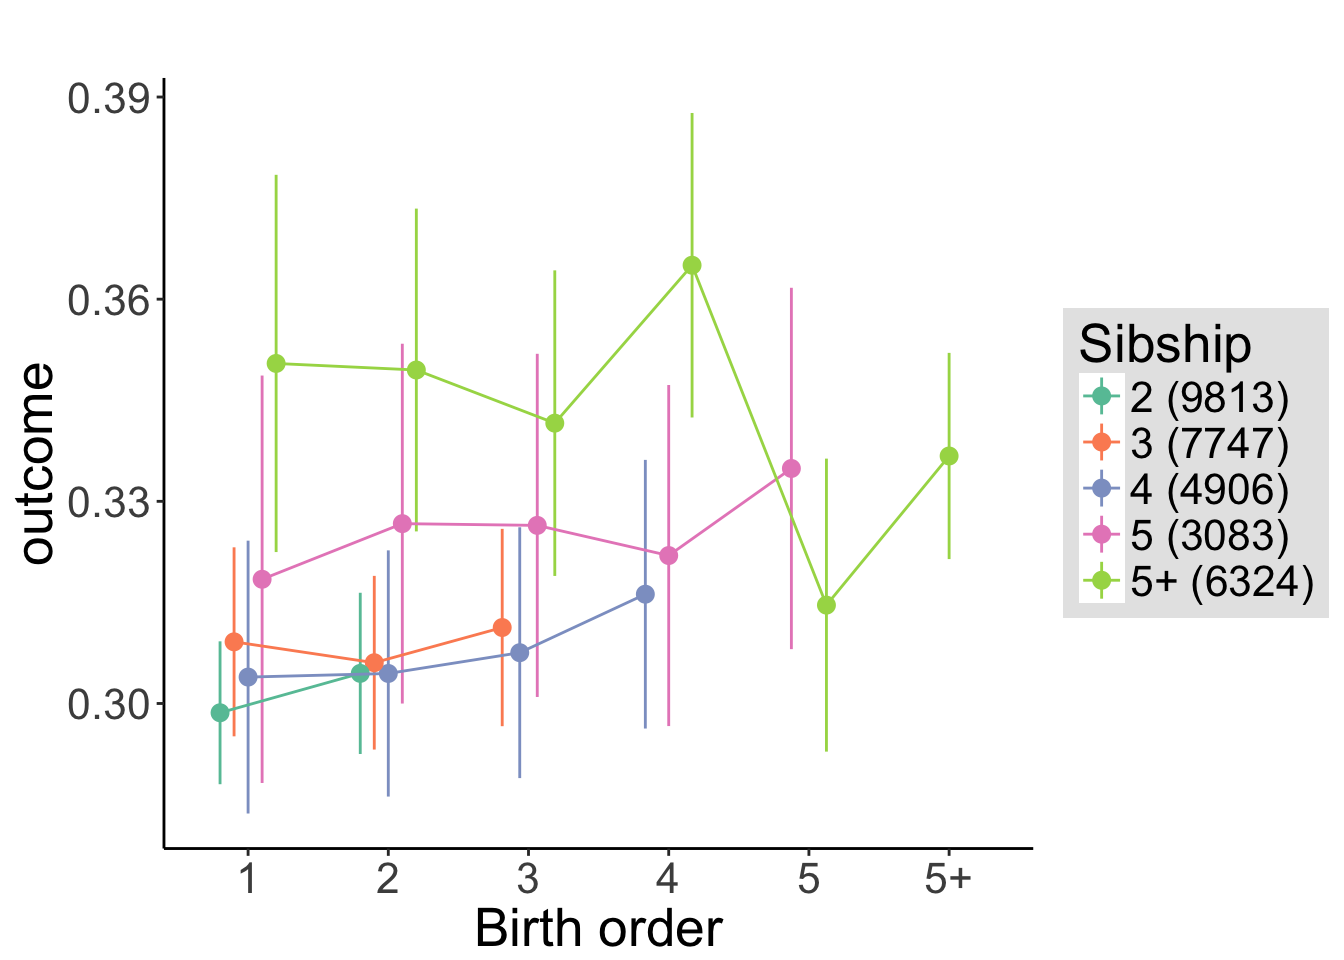 0.39
0.36
0.33
0.30
outcome
1 2 3 4 5 5+
Birth order
Sibship
2 (9813)
3 (7747)
4 (4906)
5 (3083)
5+ (6324)